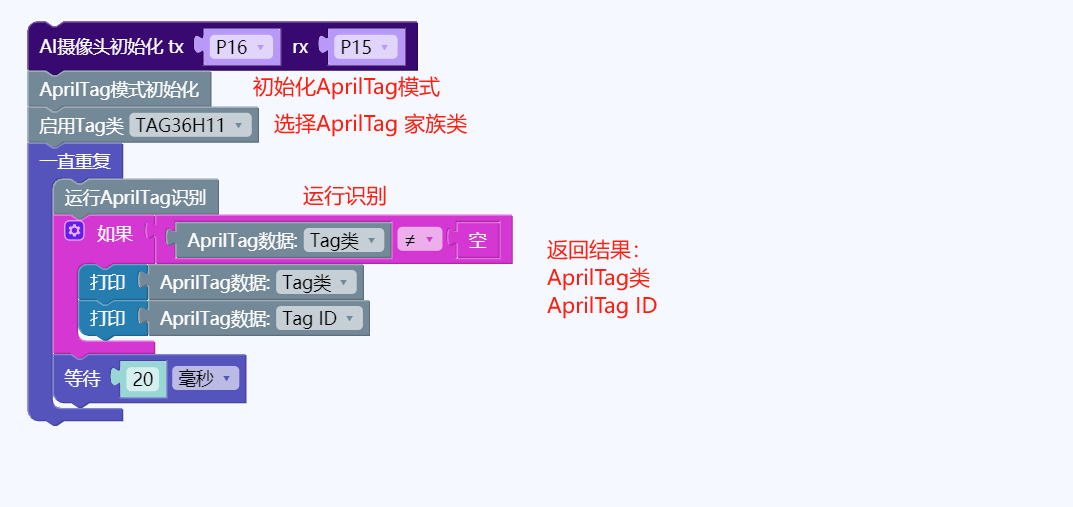 AI摄像头初始化 tx P16 rx P15
AprilTag模式初始化 初始化AprilTag模式
启用Tag类 TAG36H11 选择AprilTag 家族类
一直重复
运行AprilTag识别 运行识别
如果 AprilTag数据: Tag类 ≠ 空
返回结果：
AprilTag类
AprilTag ID
打印 AprilTag数据: Tag类
打印 AprilTag数据: Tag ID
等待 20 毫秒